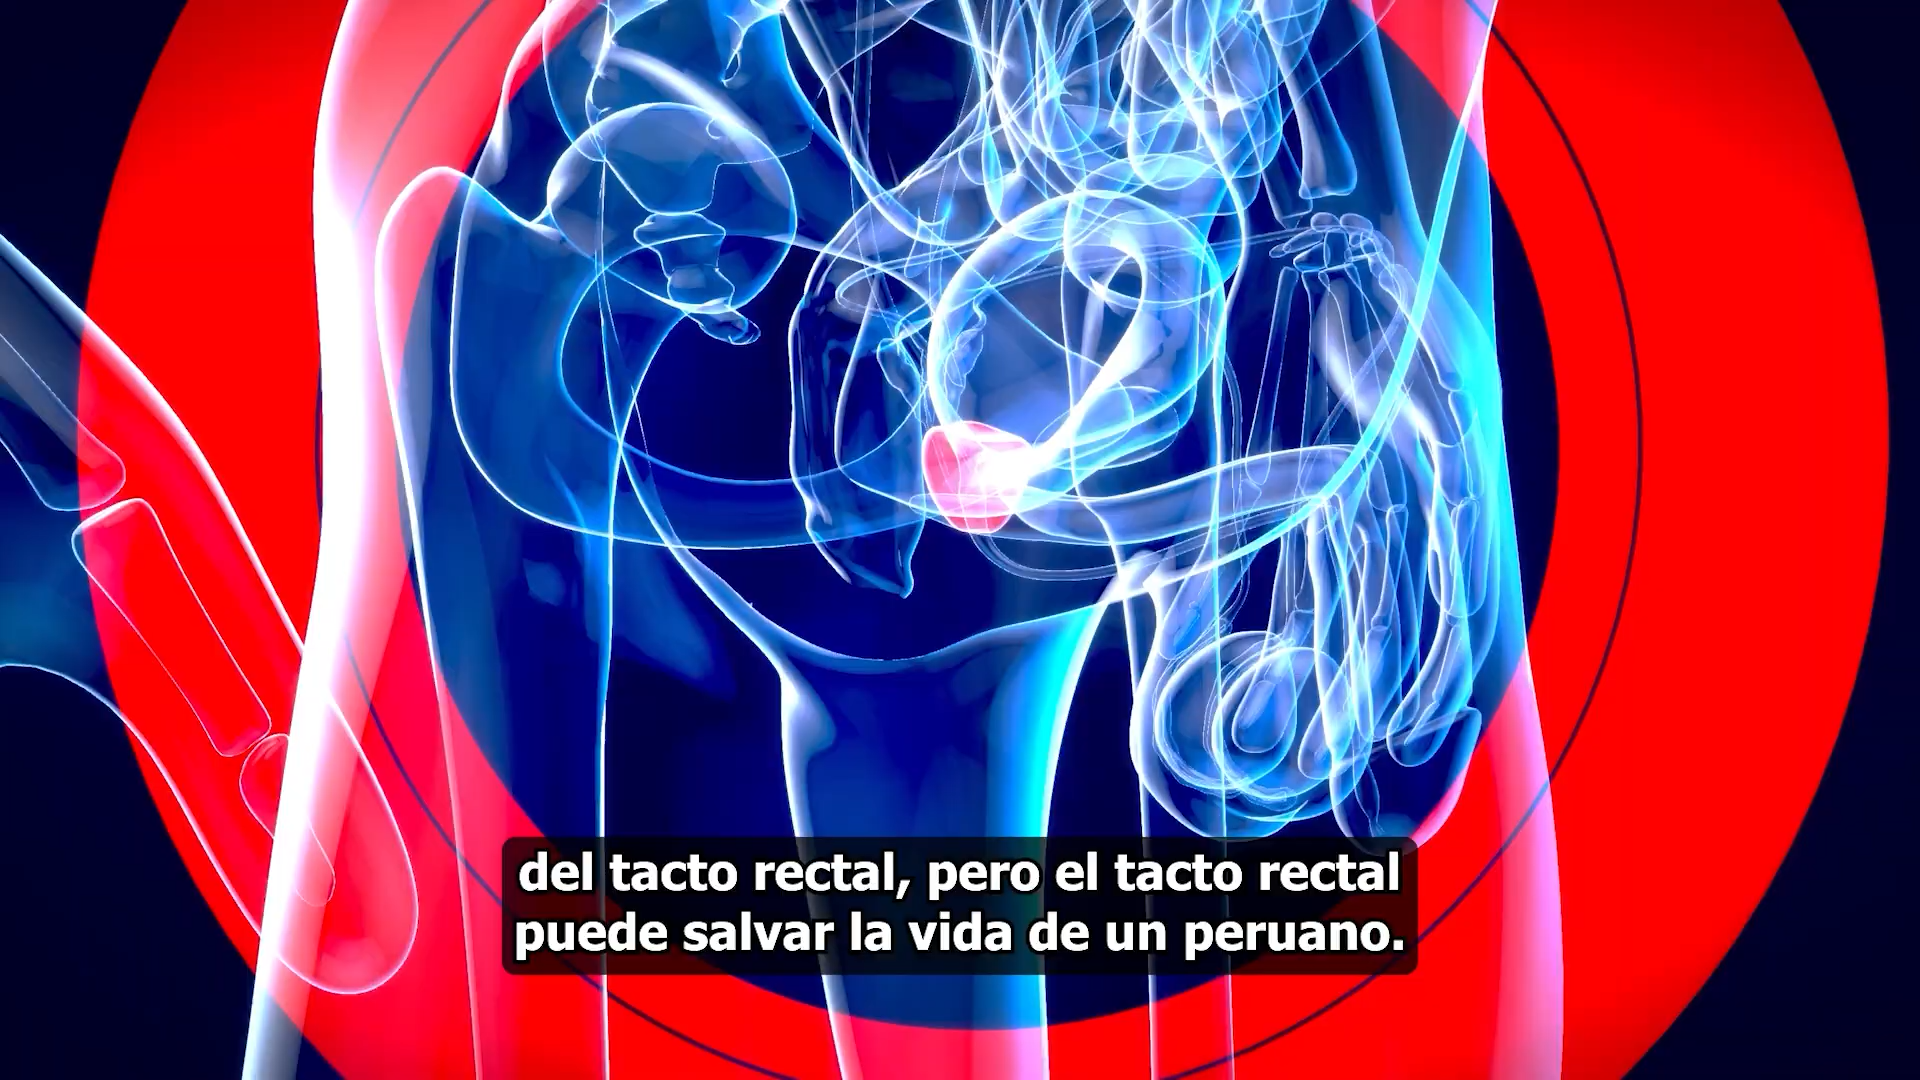 del tacto rectal, pero el tacto rectal
puede salvar la vida de un peruano.